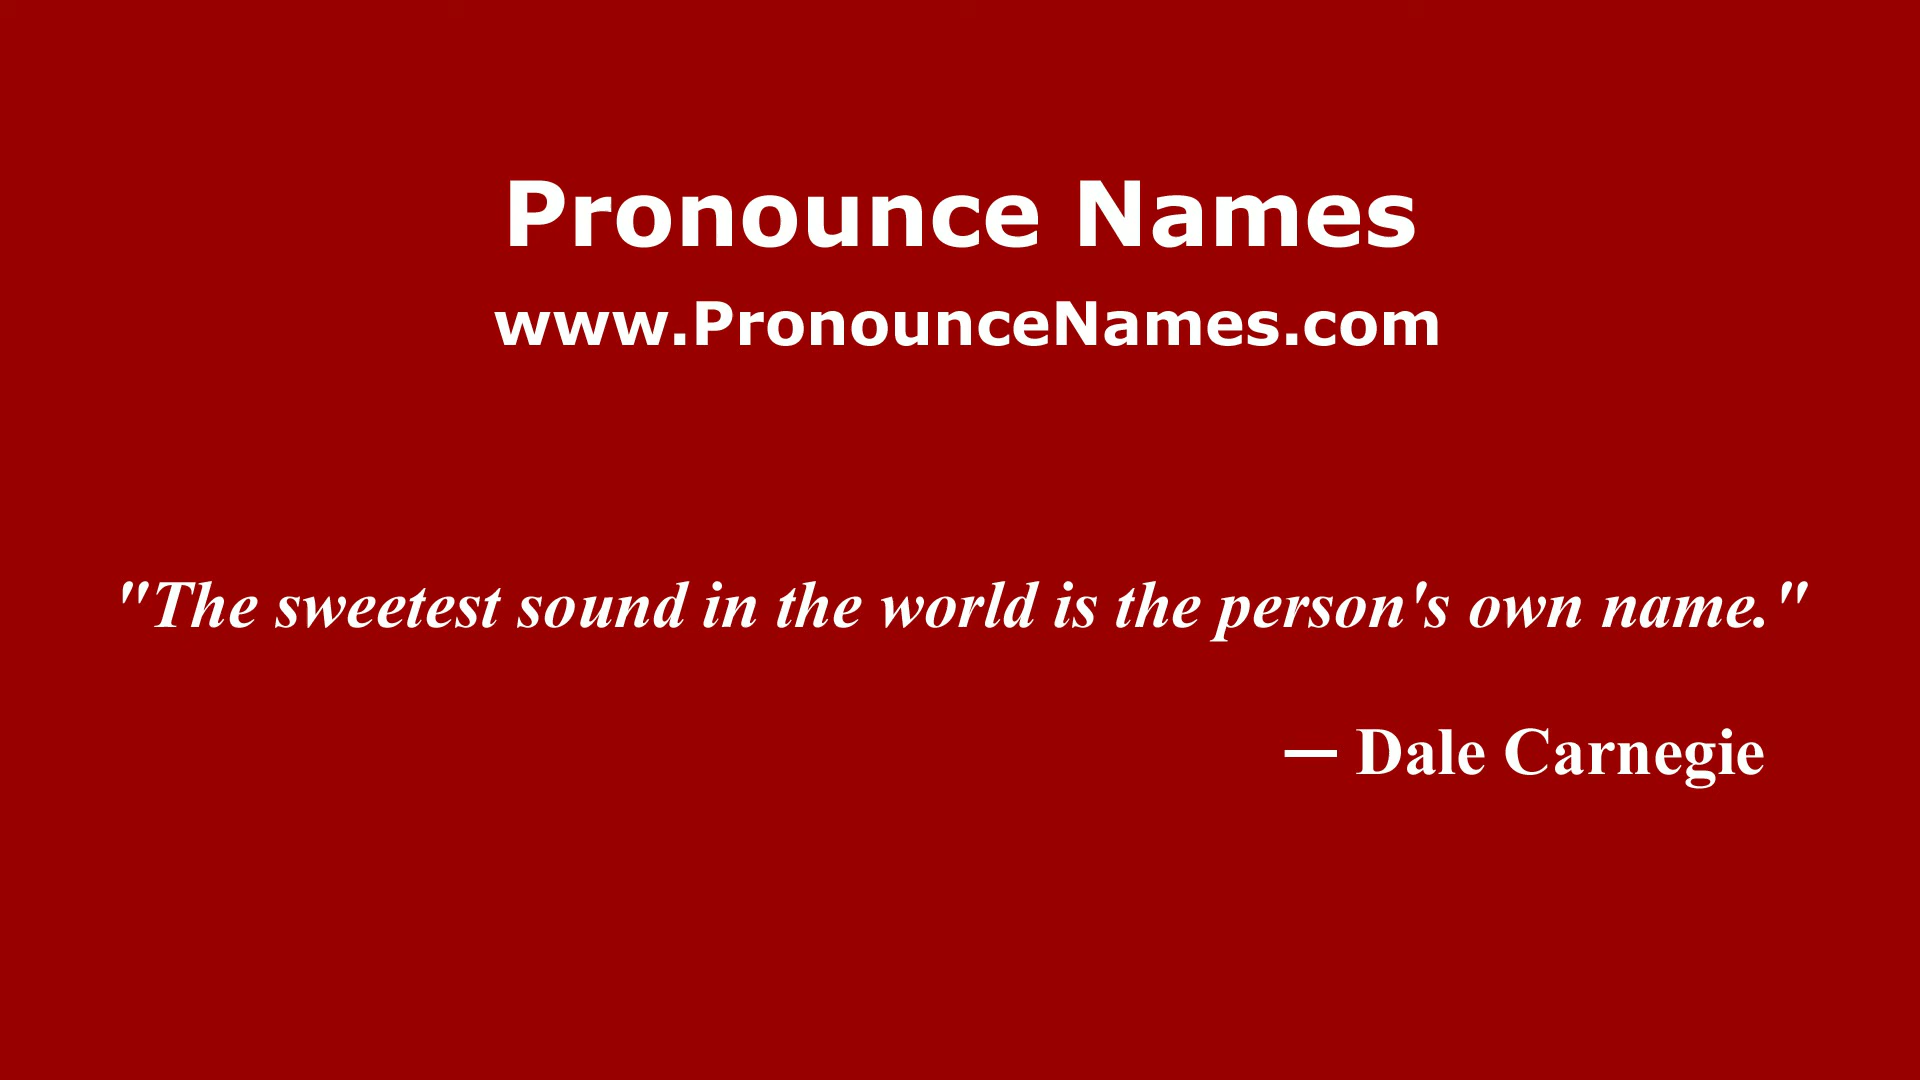 Pronounce Names
www.PronounceNames.com
"The sweetest sound in the world is the person's own name."
— Dale Carnegie